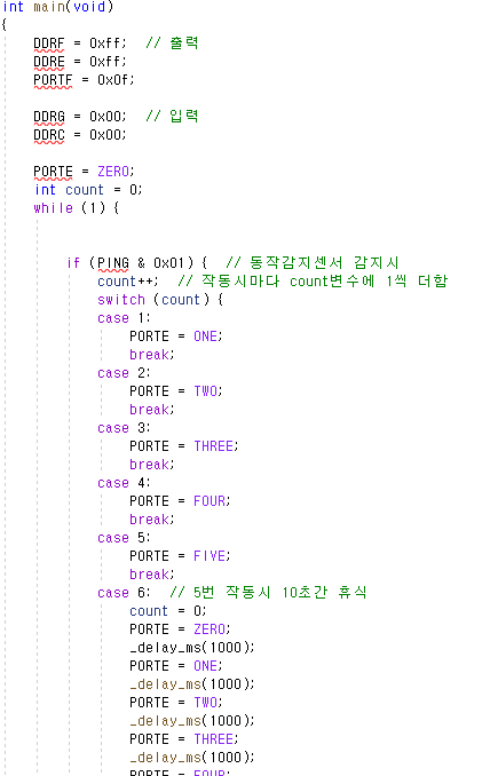 int main(void)
{
DDRF = 0xff; // 출력
DDRE = 0xff;
PORTF = 0x0f;
DDRG = 0x00; // 입력
DDRC = 0x00;
PORTE = ZERO;
int count = 0;
while (1) {
if (PING & 0x01) { // 동작감지센서 감지시
count++; // 작동시마다 count변수에 1씩 더함
switch (count) {
case 1:
PORTE = ONE;
break;
case 2:
PORTE = TWO;
break;
case 3:
PORTE = THREE;
break;
case 4:
PORTE = FOUR;
break;
case 5:
PORTE = FIVE;
break;
case 6: // 5번 작동시 10초간 휴식
count = 0;
PORTE = ZERO;
_delay_ms(1000);
PORTE = ONE;
_delay_ms(1000);
PORTE = TWO;
_delay_ms(1000);
PORTE = THREE;
_delay_ms(1000);
PORTE = FOUR;